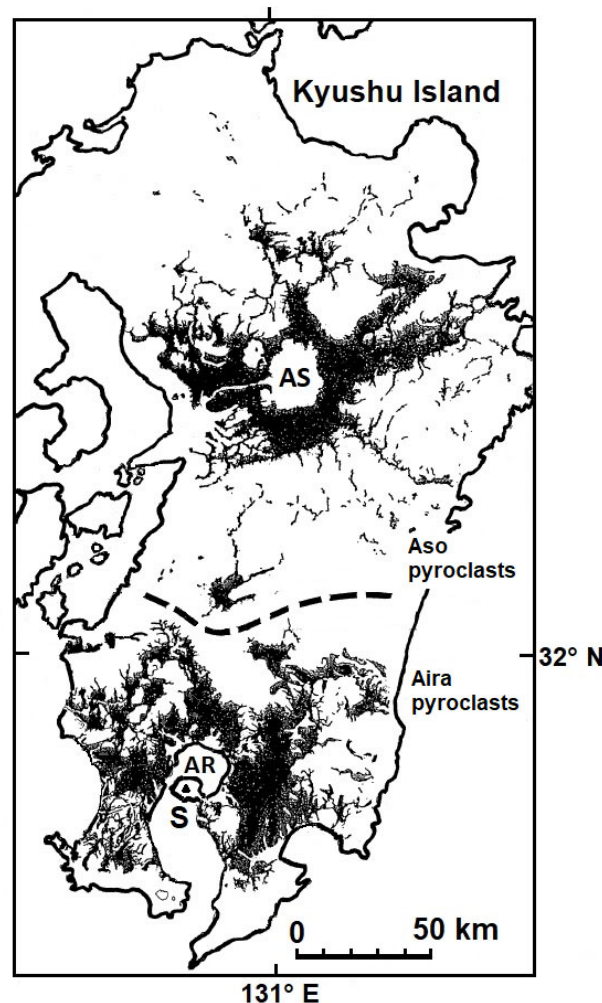 Kyushu Island
AS
Aso
pyroclasts
32° N
Aira
pyroclasts
AR
S
0 50 km
131° E